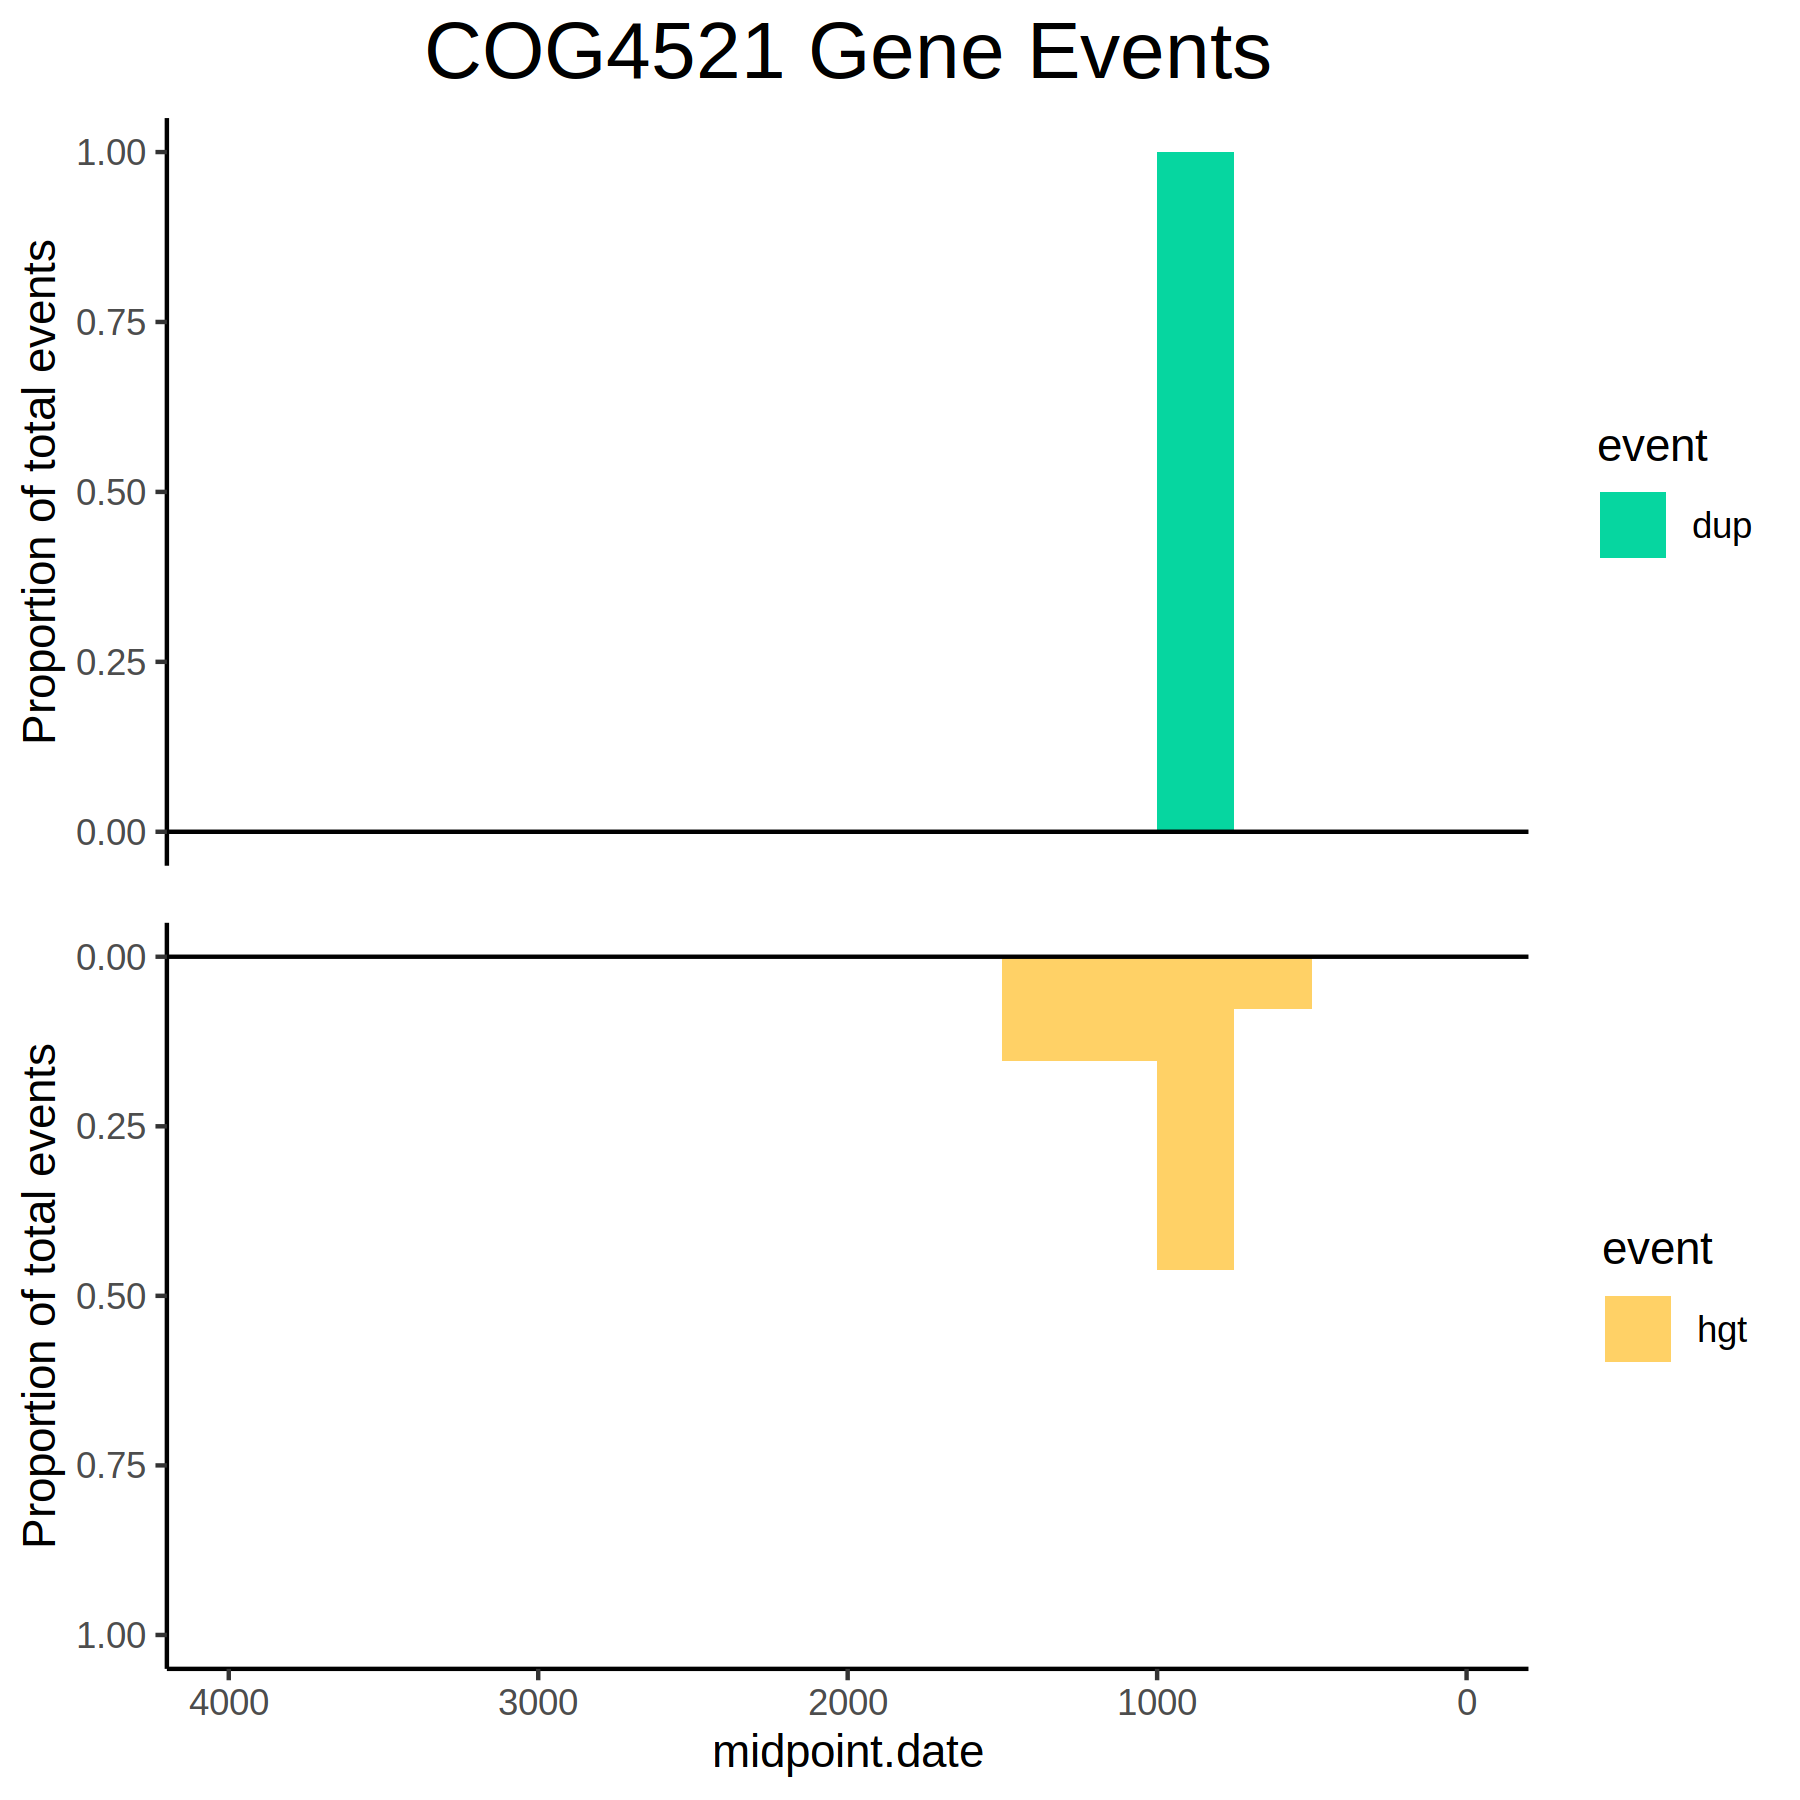 COG4521 Gene Events
Proportion of total events
1.00
0.75
0.50
0.25
0.00
event
dup
Proportion of total events
0.00
0.25
0.50
0.75
1.00
event
hgt
4000 3000 2000 1000 0
midpoint.date